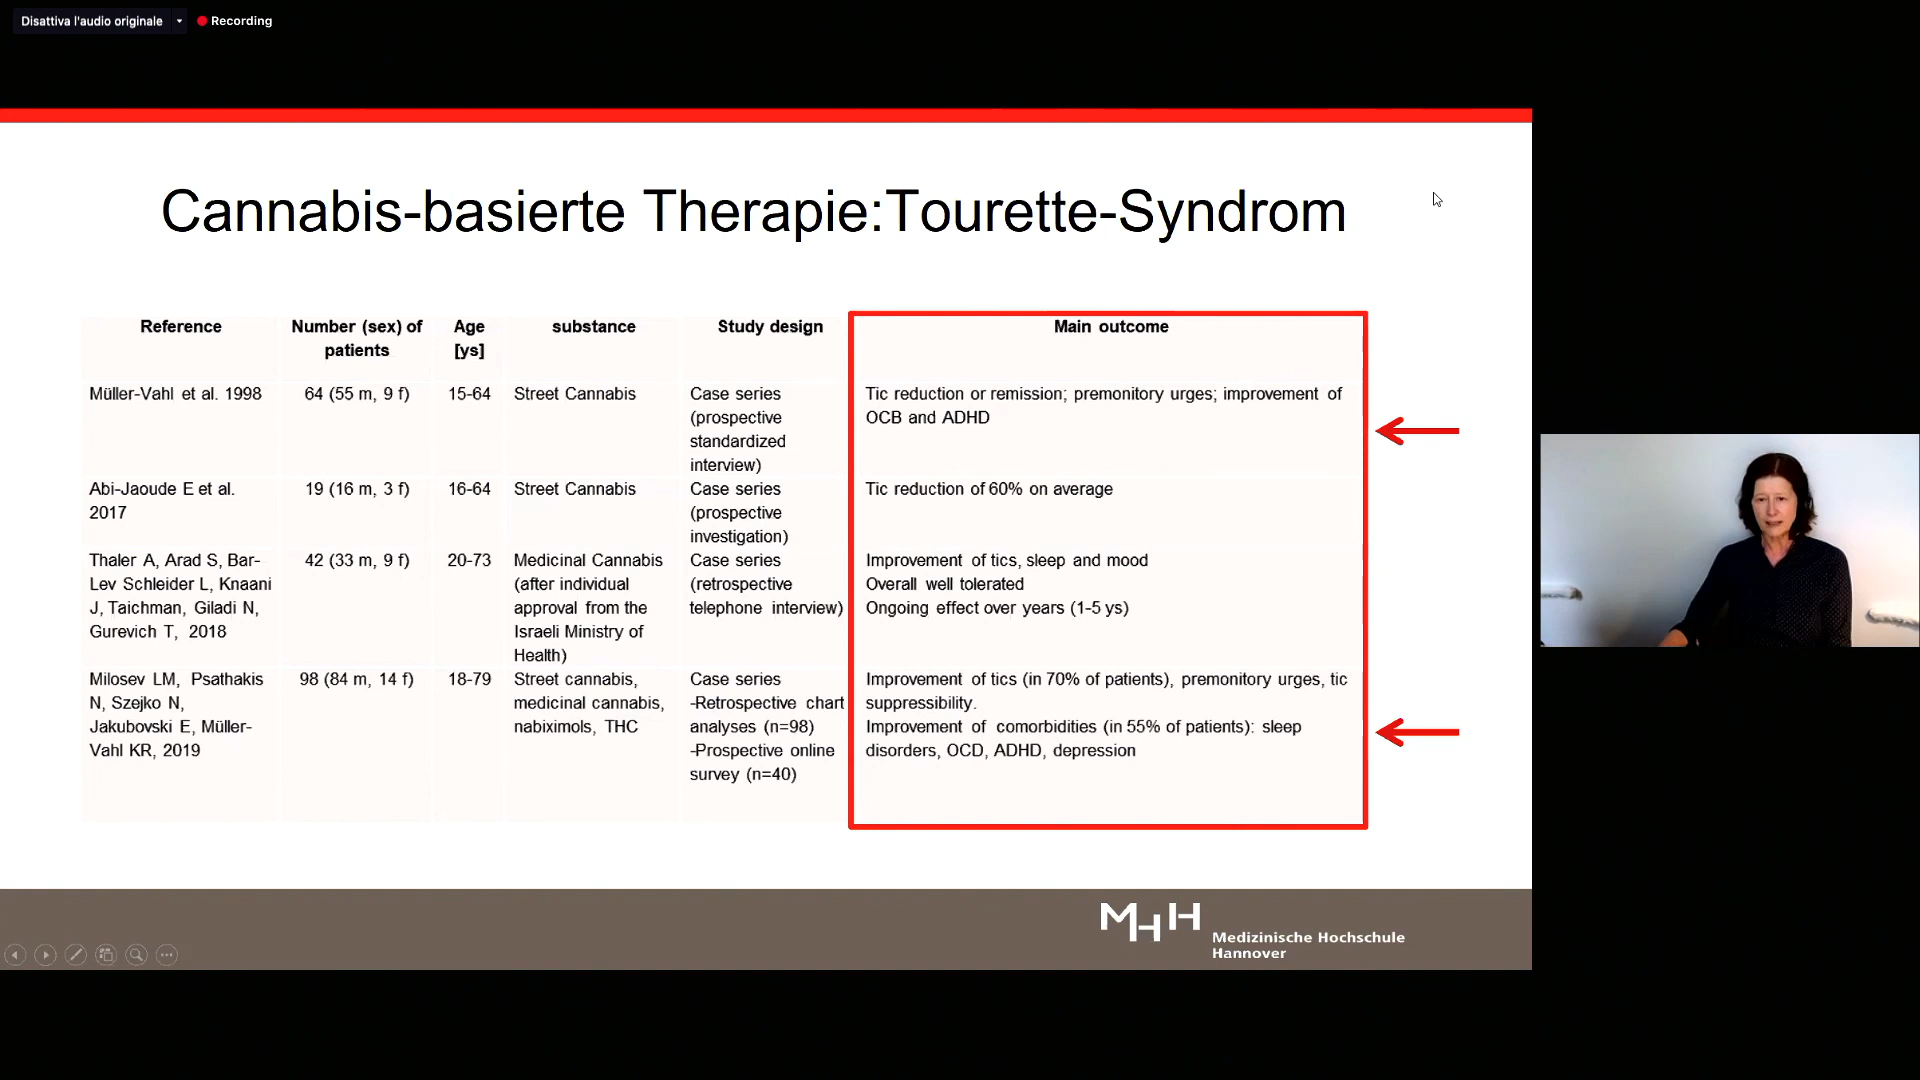 Disattiva l'audio originale
Recording
Cannabis-basierte Therapie:Tourette-Syndrom
Reference
Number (sex) of
patients
Age
[ys]
substance
Study design
Main outcome
Müller-Vahl et al. 1998
64 (55 m, 9 f)
15-64
Street Cannabis
Case series
(prospective
standardized
interview)
Tic reduction or remission; premonitory urges; improvement of
OCB and ADHD
Abi-Jaoude E et al.
2017
19 (16 m, 3 f)
16-64
Street Cannabis
Case series
(prospective
investigation)
Tic reduction of 60% on average
Thaler A, Arad S, Bar-
Lev Schleider L, Knaani
J, Taichman, Giladi N,
Gurevich T, 2018
42 (33 m, 9 f)
20-73
Medicinal Cannabis
(after individual
approval from the
Israeli Ministry of
Health)
Case series
(retrospective
telephone interview)
Improvement of tics, sleep and mood
Overall well tolerated
Ongoing effect over years (1-5 ys)
Milosev LM, Psathakis
N, Szejko N,
Jakubovski E, Müller-
Vahl KR, 2019
98 (84 m, 14 f)
18-79
Street cannabis,
medicinal cannabis,
nabiximols, THC
Case series
-Retrospective chart
analyses (n=98)
-Prospective online
survey (n=40)
Improvement of tics (in 70% of patients), premonitory urges, tic
suppressibility.
Improvement of comorbidities (in 55% of patients): sleep
disorders, OCD, ADHD, depression
MHH
Medizinische Hochschule
Hannover